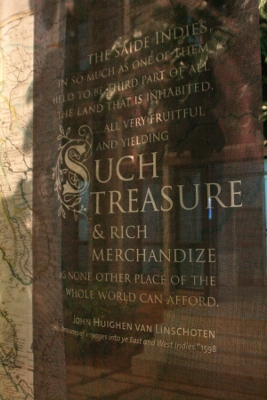 THE SAIDE INDIES,
IN SO MUCH AS ONE OF THEM
HELD TO BE THIRD PART OF ALL
THE LAND THAT IS INHABITED,
ALL VERY FRUITFUL
AND YIELDING
SUCH
TREASURE
& RICH
MERCHANDIZE
NONE OTHER PLACE OF THE
WHOLE WORLD CAN AFFORD.
JOHN HUIGHEN VAN LINSCHOTEN
of voyages into ye East and West Indies." 1598